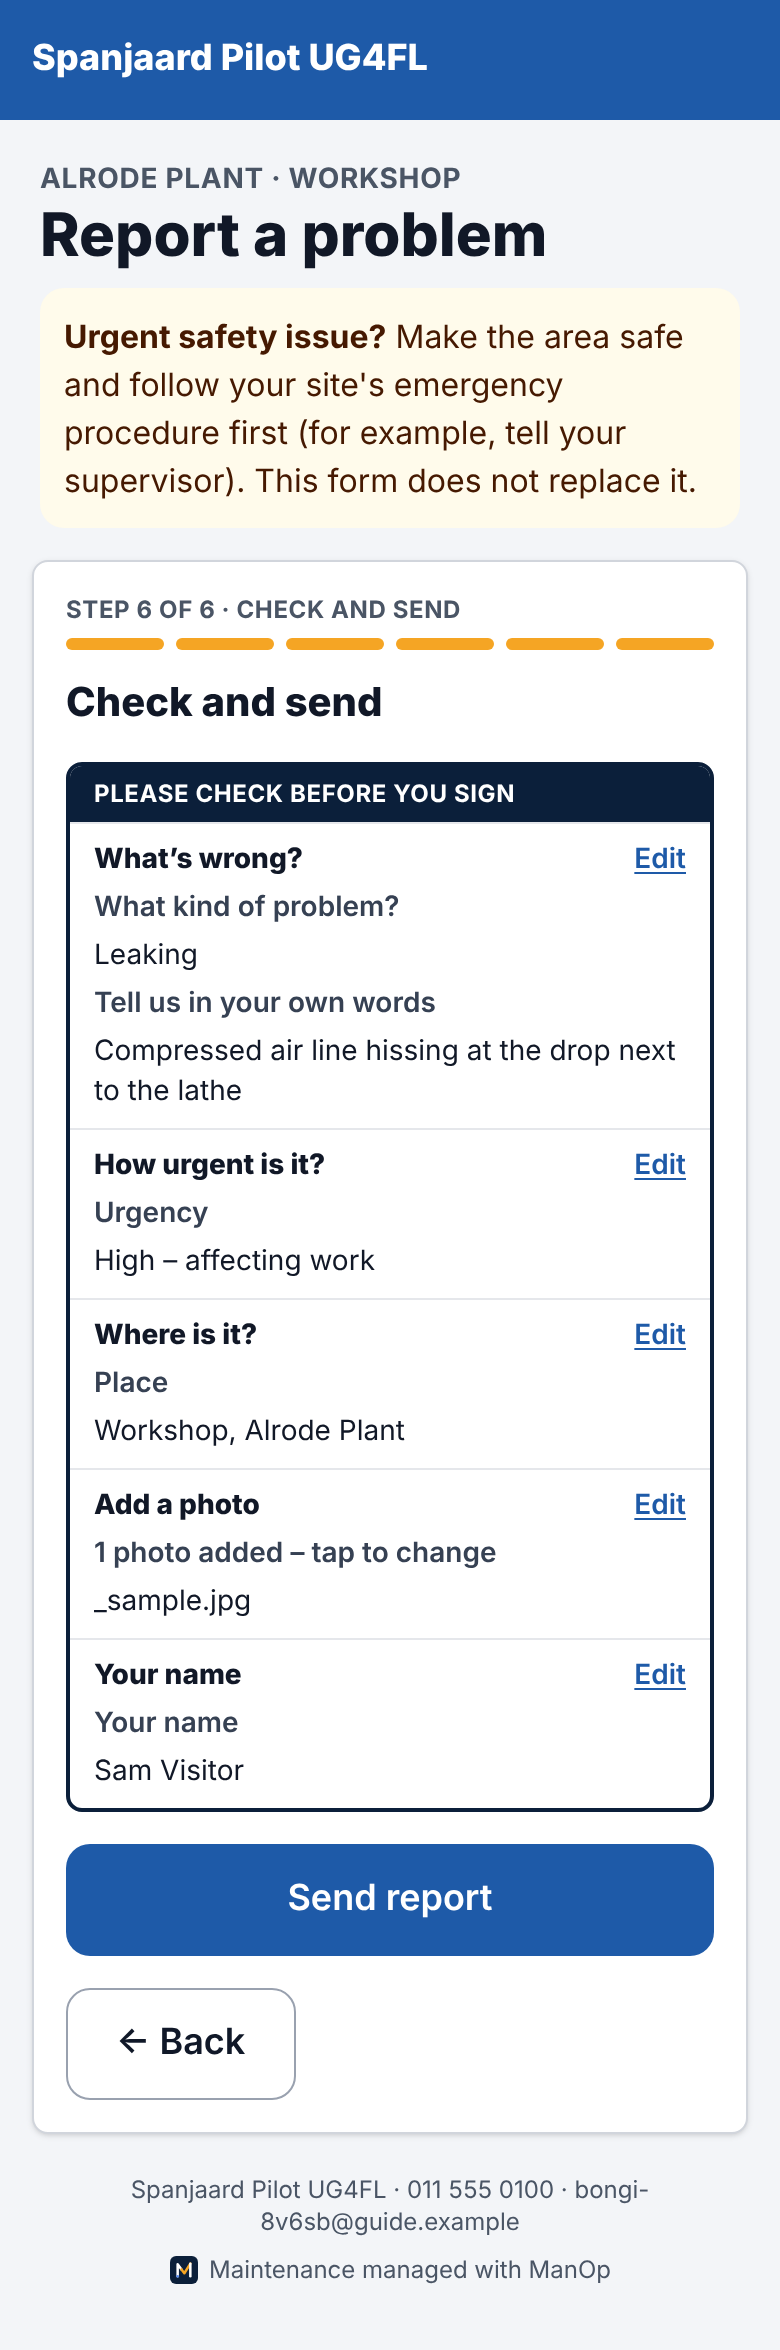 Spanjaard Pilot UG4FL
ALRODE PLANT · WORKSHOP
Report a problem
Urgent safety issue? Make the area safe
and follow your site's emergency
procedure first (for example, tell your
supervisor). This form does not replace it.
STEP 6 OF 6 · CHECK AND SEND
Check and send
PLEASE CHECK BEFORE YOU SIGN
What’s wrong? Edit
What kind of problem?
Leaking
Tell us in your own words
Compressed air line hissing at the drop next
to the lathe
How urgent is it? Edit
Urgency
High – affecting work
Where is it? Edit
Place
Workshop, Alrode Plant
Add a photo Edit
1 photo added – tap to change
_sample.jpg
Your name Edit
Your name
Sam Visitor
Send report
← Back
Spanjaard Pilot UG4FL · 011 555 0100 · bongi-
8v6sb@guide.example
M Maintenance managed with ManOp